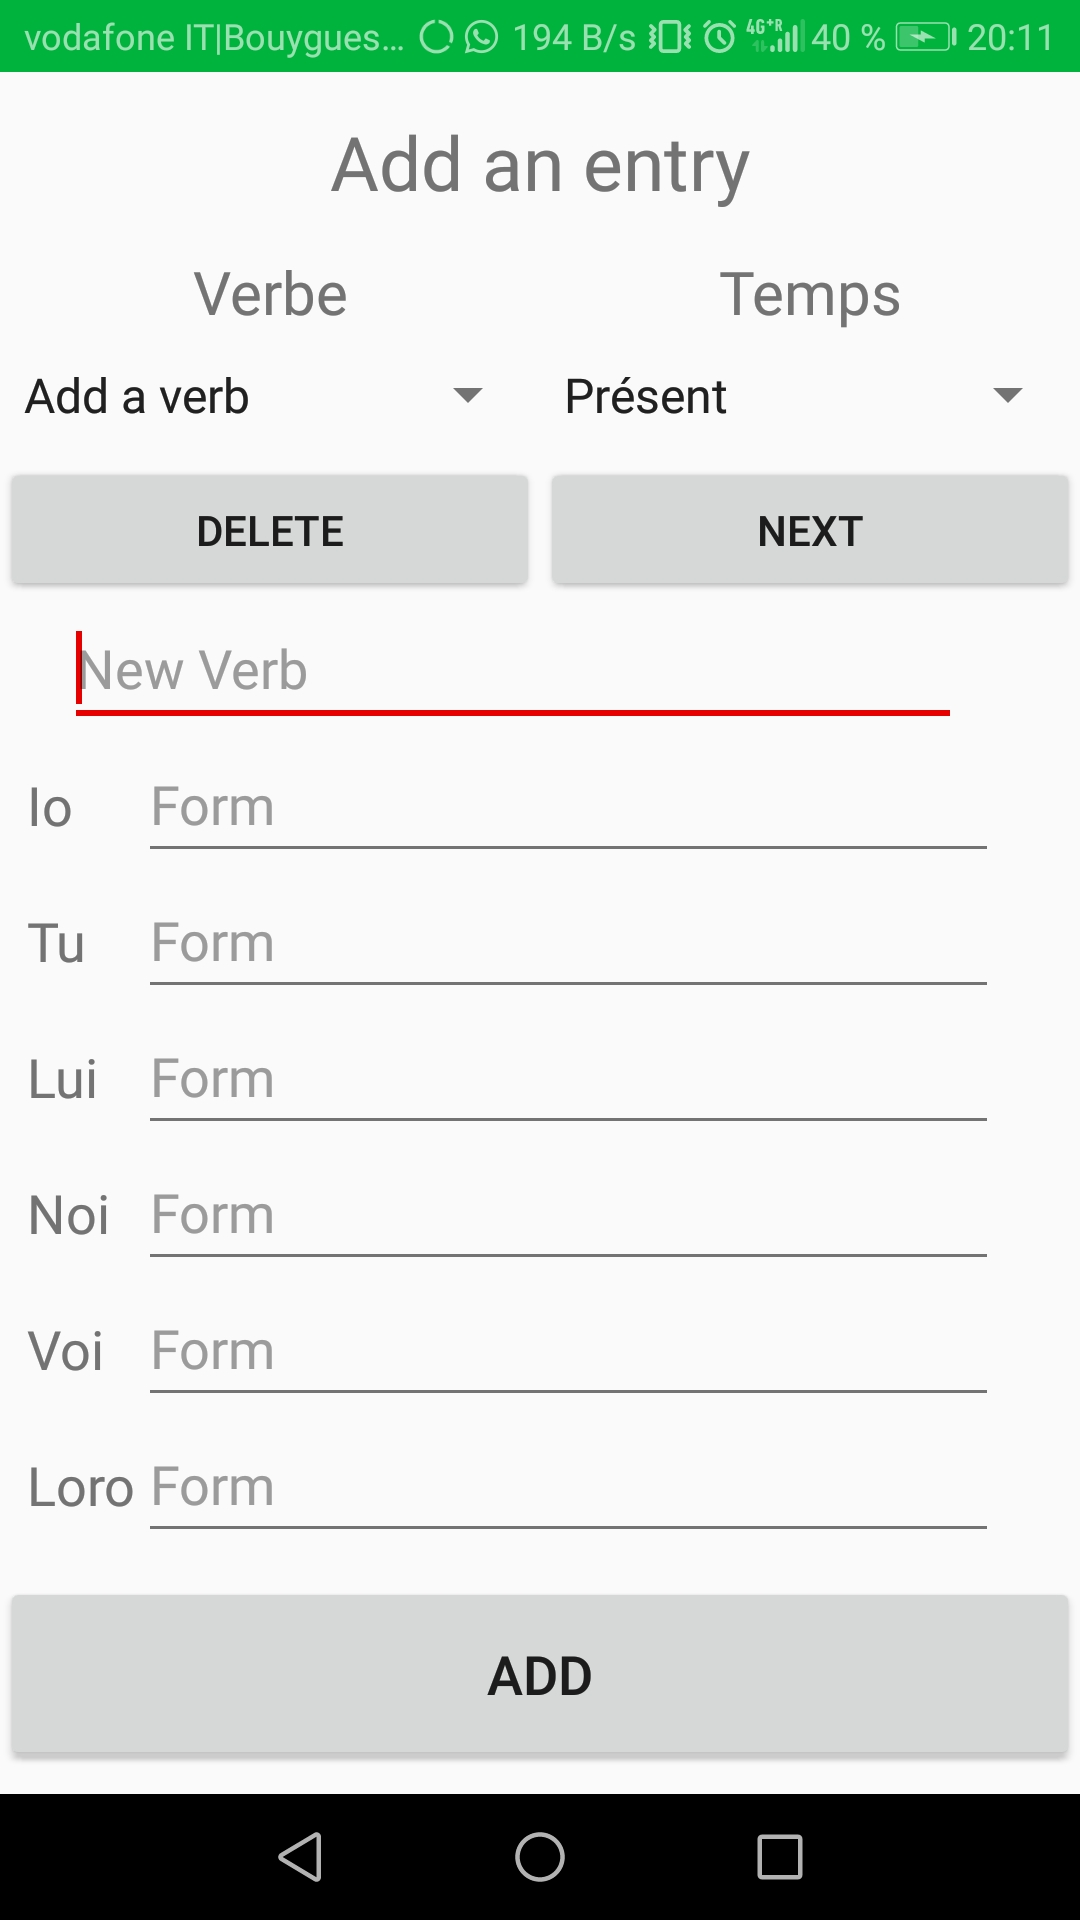 vodafone IT|Bouygues... 194 B/s 4G+R 40 % 20:11
Add an entry
Verbe Temps
Add a verb Présent
DELETE NEXT
New Verb
Io Form
Tu Form
Lui Form
Noi Form
Voi Form
Loro Form
ADD